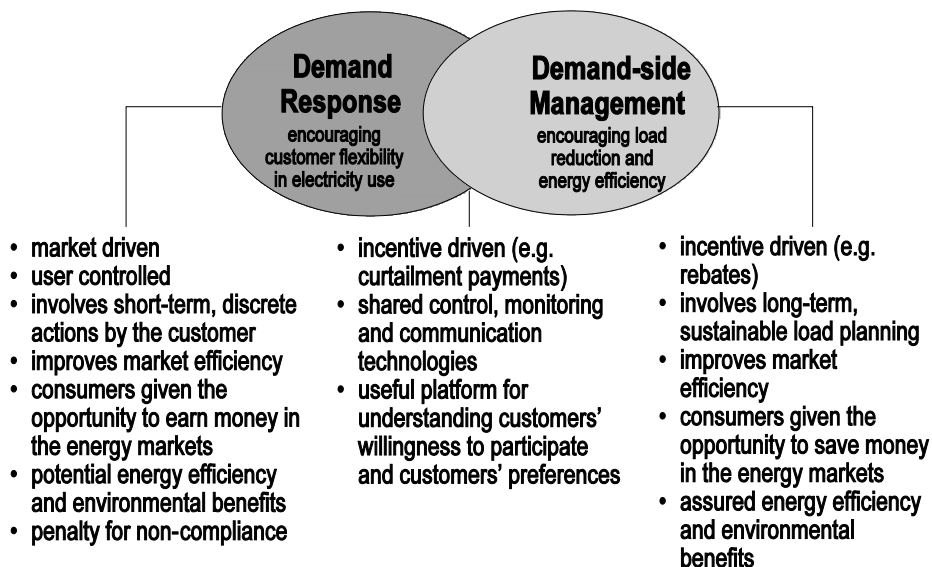 Demand
Response
encouraging
customer flexibility
in electricity use
Demand-side
Management
encouraging load
reduction and
energy efficiency
• market driven
• user controlled
• involves short-term, discrete
actions by the customer
• improves market efficiency
• consumers given the
opportunity to earn money in
the energy markets
• potential energy efficiency
and environmental benefits
• penalty for non-compliance
• incentive driven (e.g.
curtailment payments)
• shared control, monitoring
and communication
technologies
• useful platform for
understanding customers’
willingness to participate
and customers’ preferences
• incentive driven (e.g.
rebates)
• involves long-term,
sustainable load planning
• improves market
efficiency
• consumers given the
opportunity to save money
in the energy markets
• assured energy efficiency
and environmental
benefits